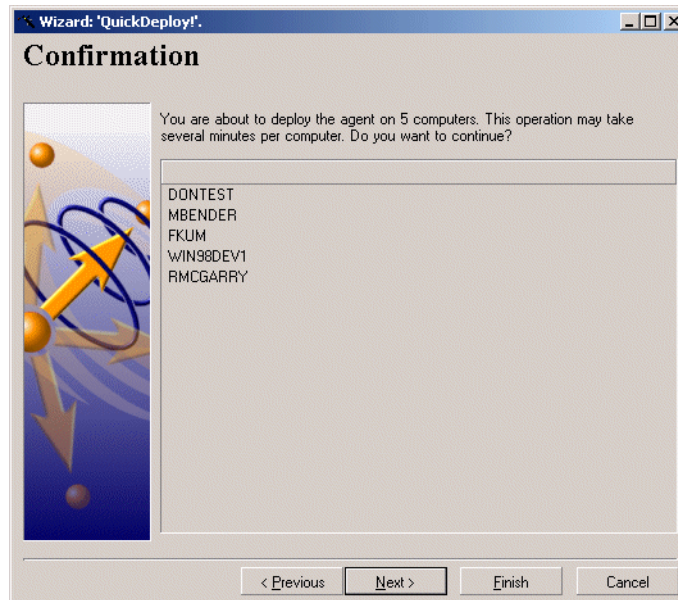 Wizard: 'QuickDeploy!'.
Confirmation
You are about to deploy the agent on 5 computers. This operation may take
several minutes per computer. Do you want to continue?
DONTEST
MBENDER
FKUM
WIN98DEV1
RMCGARRY
< Previous Next > Finish Cancel